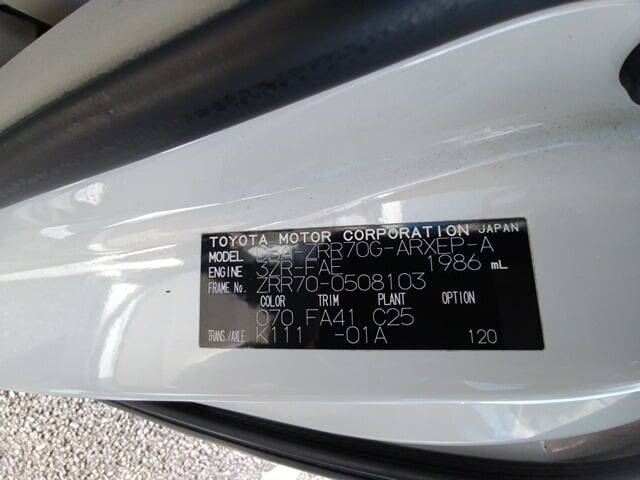 TOYOTA MOTOR CORPORATION JAPAN
MODEL DBA-ZRR70G-ARXEP-A
ENGINE 3ZR-FAE 1986 mL
FRAME No. ZRR70-0508103
COLOR TRIM PLANT OPTION
070 FA41 C25
TRANS./AXLE K111 -01A 120